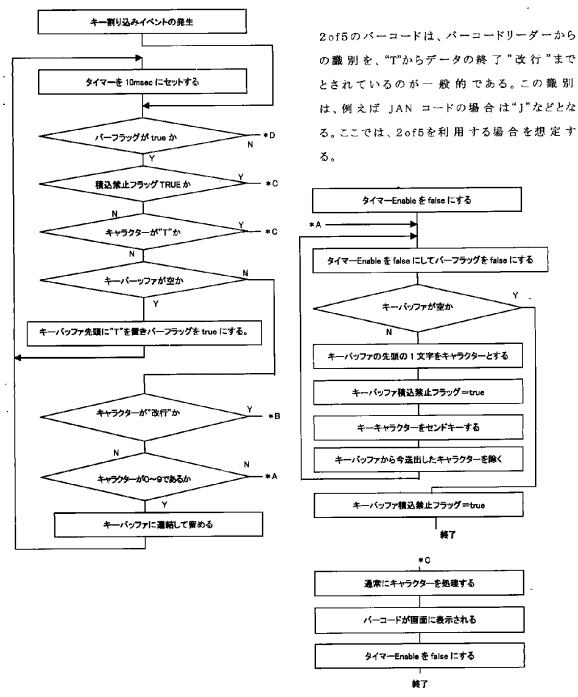 キー割り込みイベントの発生
タイマーを10msecにセットする
バーフラッグがtrueか
*D
N
Y
積込禁止フラッグTRUEか
Y
*C
N
キャラクターが"T"か
Y
*C
N
キーバーッファが空か
N
Y
キーバッファ先頭に"T"を置きバーフラッグをtrueにする。
キャラクターが"改行"か
Y
*B
N
キャラクターが0～9であるか
N
*A
Y
キーバッファに連結して留める
2of5のバーコードは、バーコードリーダーから
の識別を、"T"からデータの終了"改行"まで
とされているのが一般的である。この識別
は、例えば JAN コードの場合は"J"などとな
る。ここでは、2of5を利用する場合を想定す
る。
タイマーEnableをfalseにする
*A
タイマーEnableをfalseにしてバーフラッグをfalseにする
キーバッファが空か
Y
N
キーバッファの先頭の1文字をキャラクターとする
キーバッファ積込禁止フラッグ=true
キーキャラクターをセンドキーする
キーバッファから今送出したキャラクターを除く
キーバッファ積込禁止フラッグ=true
終了
*C
通常にキャラクターを処理する
バーコードが画面に表示される
タイマーEnableをfalseにする
終了